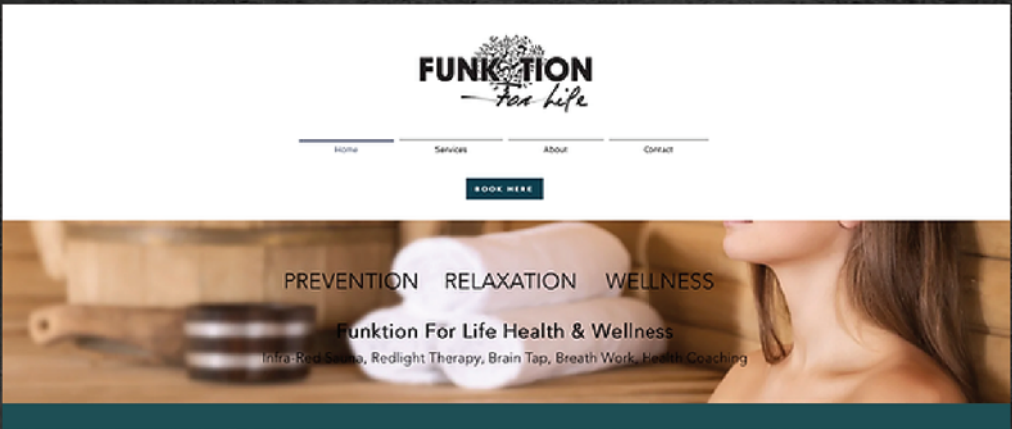 FUNKTION
For Life
Home Services About Contact
BOOK HERE
PREVENTION RELAXATION WELLNESS
Funktion For Life Health & Wellness
Infra-Red Sauna, Redlight Therapy, Brain Tap, Breath Work, Health Coaching